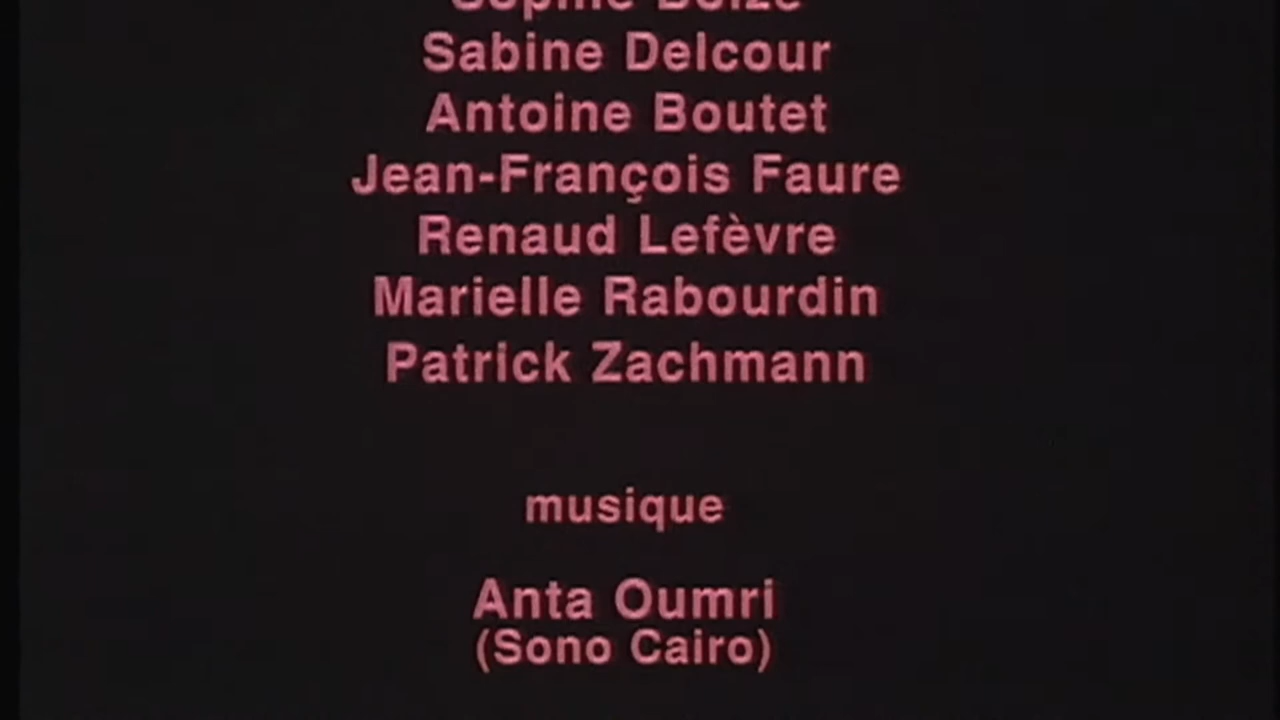 Sabine Delcour
Antoine Boutet
Jean-François Faure
Renaud Lefèvre
Marielle Rabourdin
Patrick Zachmann
musique
Anta Oumri
(Sono Cairo)